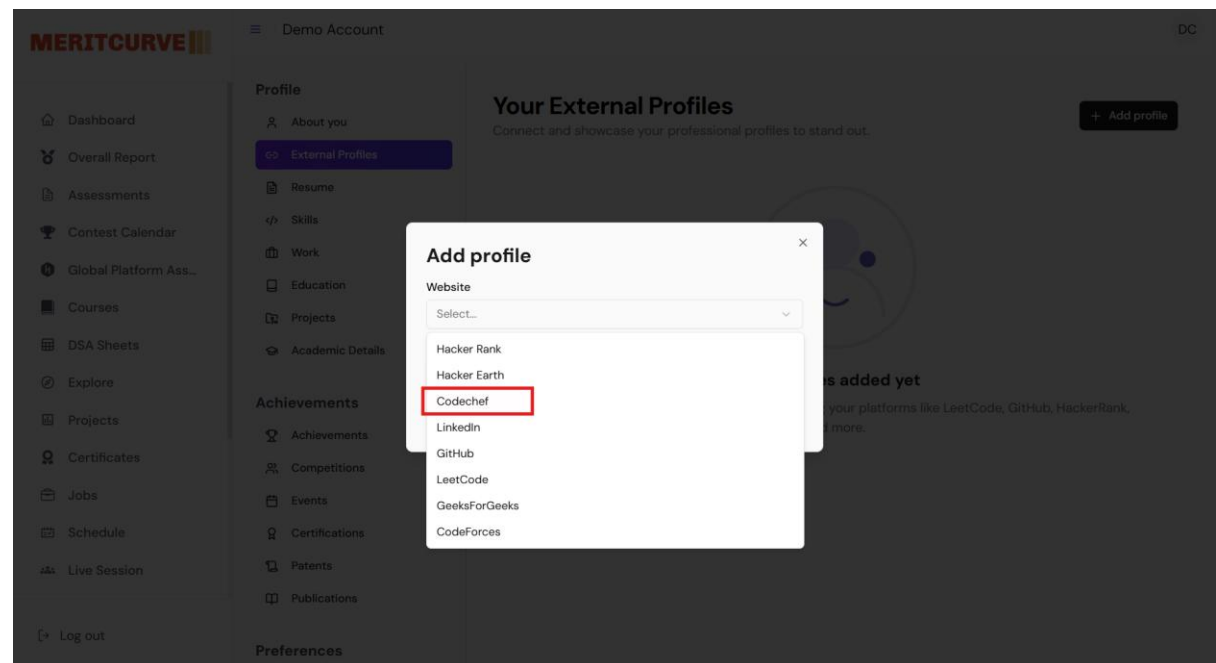 MERITCURVE
Demo Account
DC
Dashboard
Overall Report
Assessments
Contest Calendar
Global Platform Ass...
Courses
DSA Sheets
Explore
Projects
Certificates
Jobs
Schedule
Live Session
Log out
Profile
About you
External Profiles
Resume
Skills
Work
Education
Projects
Academic Details
Achievements
Achievements
Competitions
Events
Certifications
Patents
Publications
Preferences
Your External Profiles
Connect and showcase your professional profiles to stand out.
+ Add profile
s added yet
your platforms like LeetCode, GitHub, HackerRank,
more.
Add profile
Website
Select...
Hacker Rank
Hacker Earth
Codechef
LinkedIn
GitHub
LeetCode
GeeksForGeeks
CodeForces